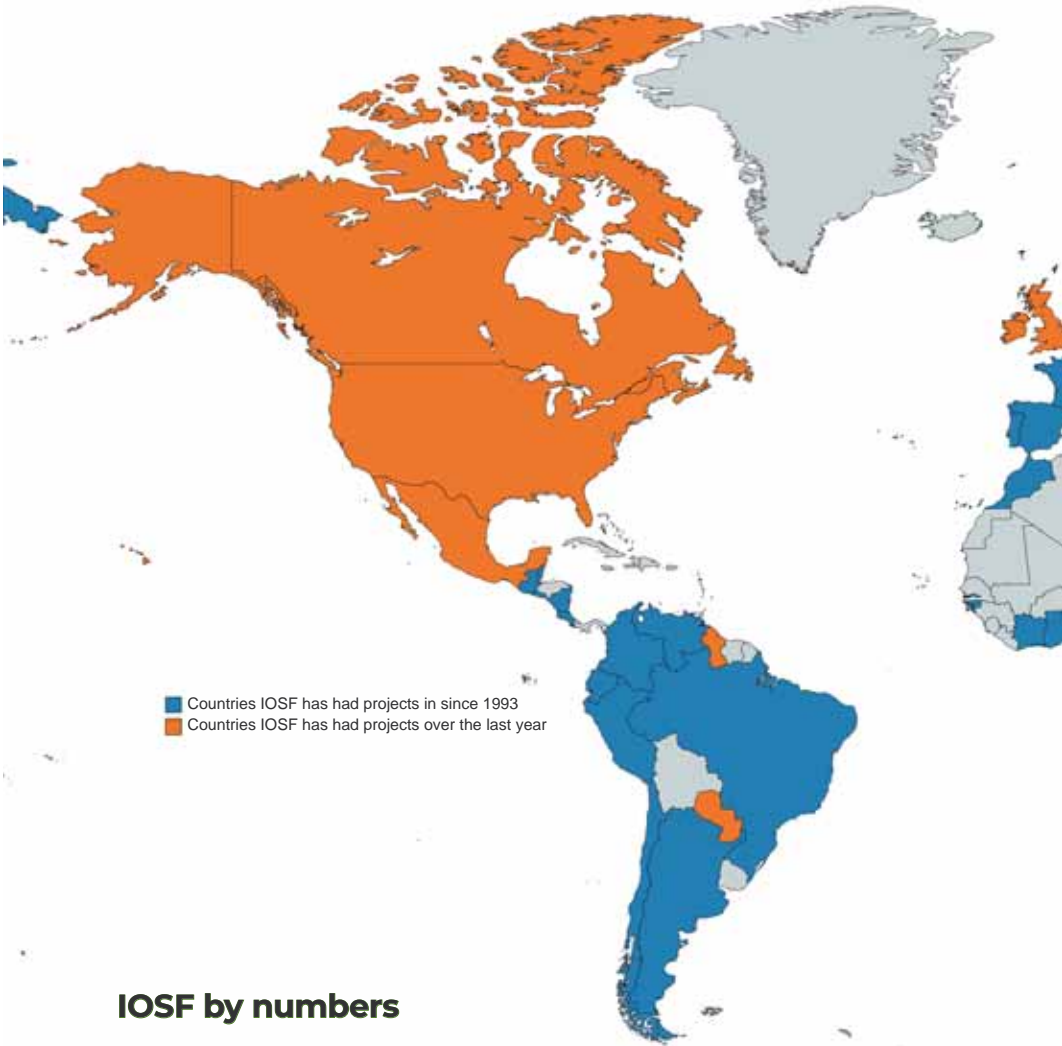 Countries IOSF has had projects in since 1993
Countries IOSF has had projects over the last year
IOSF by numbers